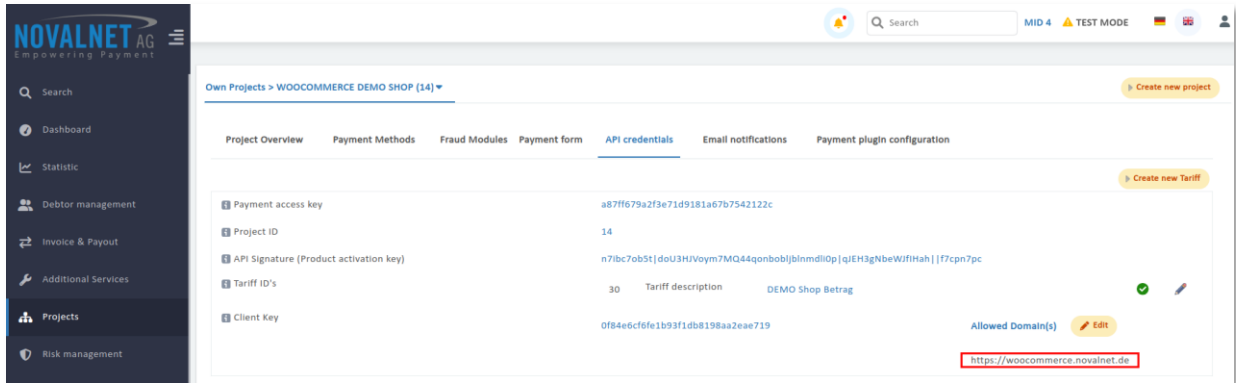 NOVALNET AG
Empowering Payment
Search
MID 4 TEST MODE
Search
Dashboard
Statistic
Debtor management
Invoice & Payout
Additional Services
Projects
Risk management
Own Projects > WOOCOMMERCE DEMO SHOP (14)
Create new project
Project Overview Payment Methods Fraud Modules Payment form API credentials Email notifications Payment plugin configuration
Create new Tariff
Payment access key a87ff679a2f3e71d9181a67b7542122c
Project ID 14
API Signature (Product activation key) n7ibc7ob5t|doU3HJVoym7MQ44qonbobljblnmdli0p|qJEH3gNbeWJfIHah||f7cpn7pc
Tariff ID's 30 Tariff description DEMO Shop Betrag
Client Key 0f84e6cf6fe1b93f1db8198aa2eae719 Allowed Domain(s) Edit
https://woocommerce.novalnet.de